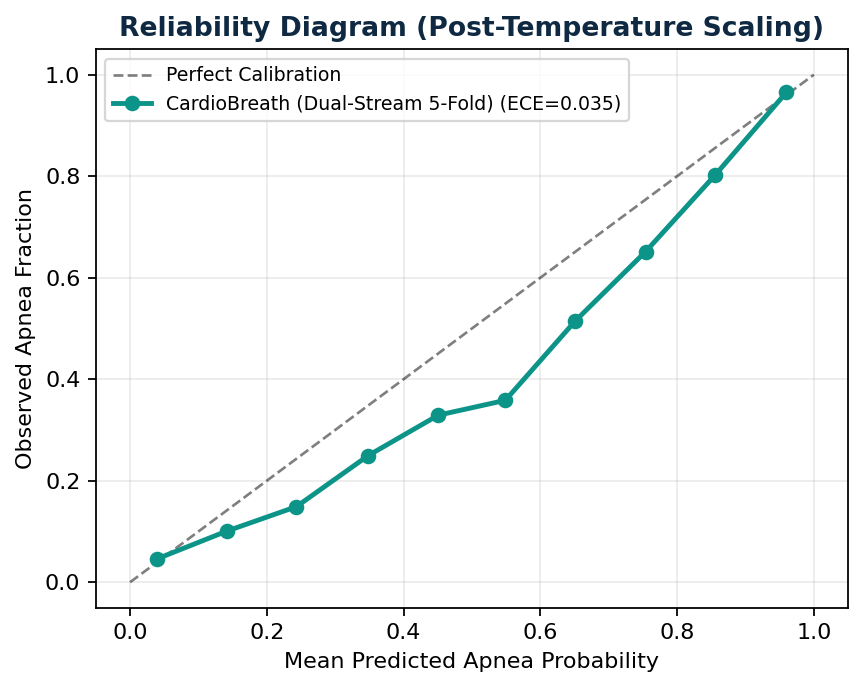 Reliability Diagram (Post-Temperature Scaling)
Perfect Calibration
CardioBreath (Dual-Stream 5-Fold) (ECE=0.035)
Observed Apnea Fraction
1.0
0.8
0.6
0.4
0.2
0.0
0.0 0.2 0.4 0.6 0.8 1.0
Mean Predicted Apnea Probability